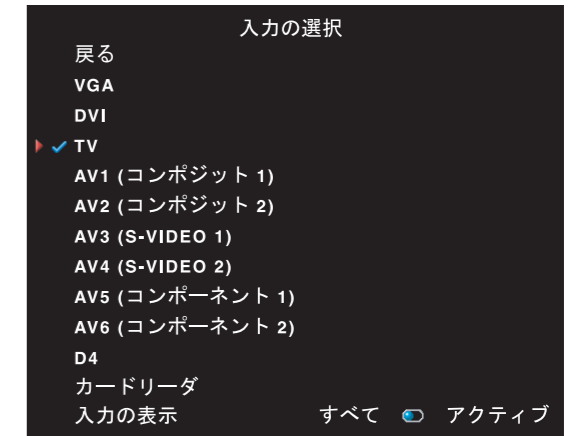 入力の選択
戻る
VGA
DVI
TV
AV1 (コンポジット 1)
AV2 (コンポジット 2)
AV3 (S-VIDEO 1)
AV4 (S-VIDEO 2)
AV5 (コンポーネント 1)
AV6 (コンポーネント 2)
D4
カードリーダ
入力の表示 すべて アクティブ